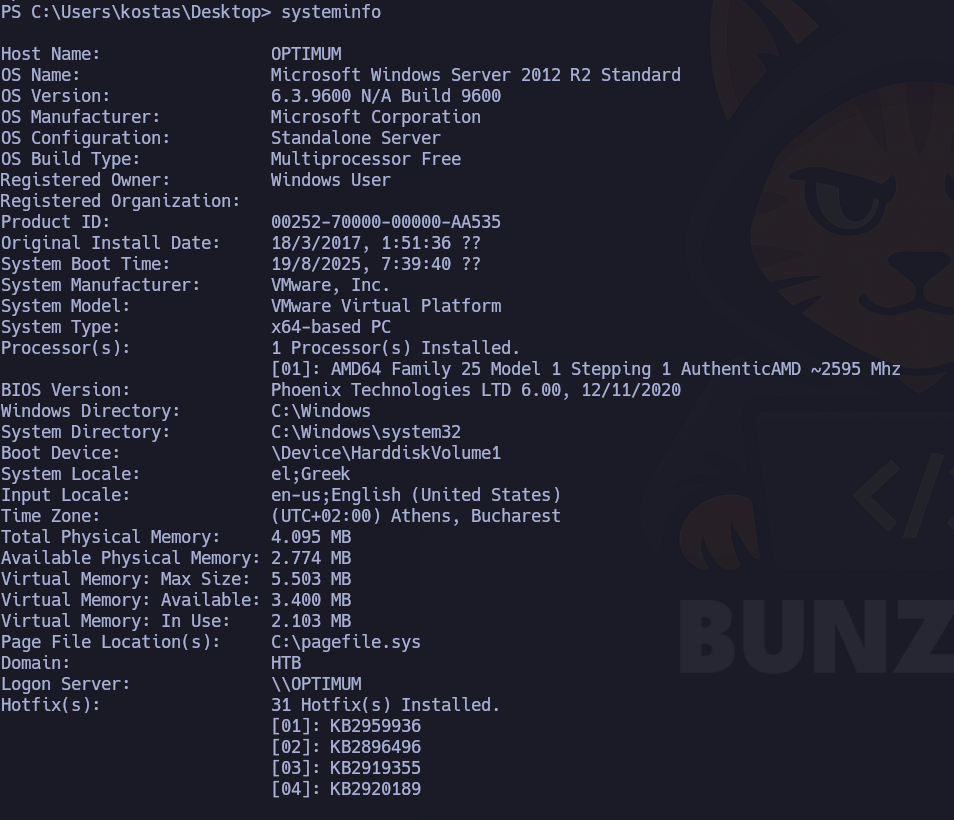 PS C:\Users\kostas\Desktop> systeminfo
Host Name:                 OPTIMUM
OS Name:                   Microsoft Windows Server 2012 R2 Standard
OS Version:                6.3.9600 N/A Build 9600
OS Manufacturer:           Microsoft Corporation
OS Configuration:          Standalone Server
OS Build Type:             Multiprocessor Free
Registered Owner:          Windows User
Registered Organization:
Product ID:                00252-70000-00000-AA535
Original Install Date:     18/3/2017, 1:51:36 ??
System Boot Time:          19/8/2025, 7:39:40 ??
System Manufacturer:       VMware, Inc.
System Model:              VMware Virtual Platform
System Type:               x64-based PC
Processor(s):              1 Processor(s) Installed.
                           [01]: AMD64 Family 25 Model 1 Stepping 1 AuthenticAMD ~2595 Mhz
BIOS Version:              Phoenix Technologies LTD 6.00, 12/11/2020
Windows Directory:         C:\Windows
System Directory:          C:\Windows\system32
Boot Device:               \Device\HarddiskVolume1
System Locale:             el;Greek
Input Locale:              en-us;English (United States)
Time Zone:                 (UTC+02:00) Athens, Bucharest
Total Physical Memory:     4.095 MB
Available Physical Memory: 2.774 MB
Virtual Memory: Max Size:  5.503 MB
Virtual Memory: Available: 3.400 MB
Virtual Memory: In Use:    2.103 MB
Page File Location(s):     C:\pagefile.sys
Domain:                    HTB
Logon Server:              \\OPTIMUM
Hotfix(s):                 31 Hotfix(s) Installed.
                           [01]: KB2959936
                           [02]: KB2896496
                           [03]: KB2919355
                           [04]: KB2920189
</>
BUNZ